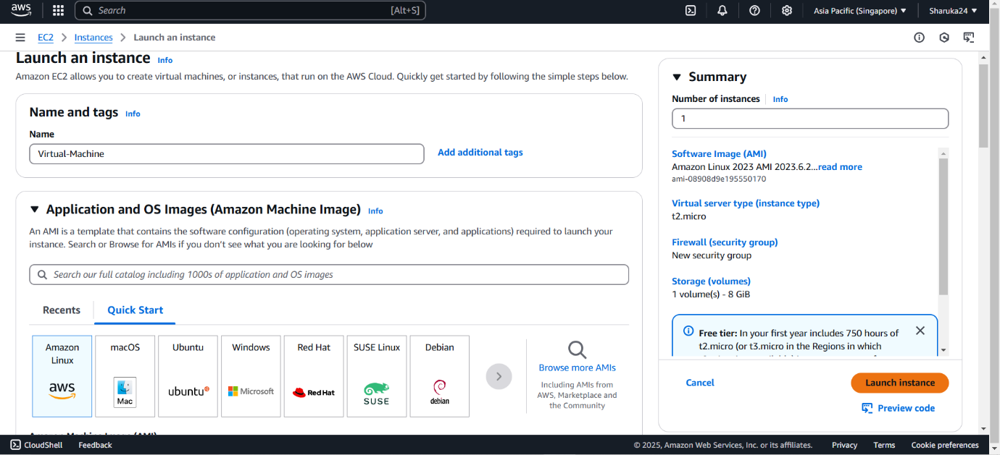 aws
Search
[Alt+S]
Asia Pacific (Singapore)
Sharuka24
EC2
Instances
Launch an instance
Launch an instance Info
Amazon EC2 allows you to create virtual machines, or instances, that run on the AWS Cloud. Quickly get started by following the simple steps below.
Name and tags Info
Name
Virtual-Machine
Add additional tags
Application and OS Images (Amazon Machine Image) Info
An AMI is a template that contains the software configuration (operating system, application server, and applications) required to launch your
instance. Search or Browse for AMIs if you don't see what you are looking for below
Search our full catalog including 1000s of application and OS images
Recents
Quick Start
Amazon
Linux
aws
macOS
Mac
Ubuntu
ubuntu
Windows
Microsoft
Red Hat
Red Hat
SUSE Linux
SUSE
Debian
debian
Browse more AMIs
Including AMIs from
AWS, Marketplace and
the Community
Amazon Machine Image (AMI)
Summary
Number of instances Info
1
Software Image (AMI)
Amazon Linux 2023 AMI 2023.6.2...read more
ami-08908d9e195550170
Virtual server type (instance type)
t2.micro
Firewall (security group)
New security group
Storage (volumes)
1 volume(s) - 8 GiB
Free tier: In your first year includes 750 hours of
t2.micro (or t3.micro in the Regions in which
Cancel
Launch instance
Preview code
CloudShell
Feedback
© 2025, Amazon Web Services, Inc. or its affiliates.
Privacy
Terms
Cookie preferences